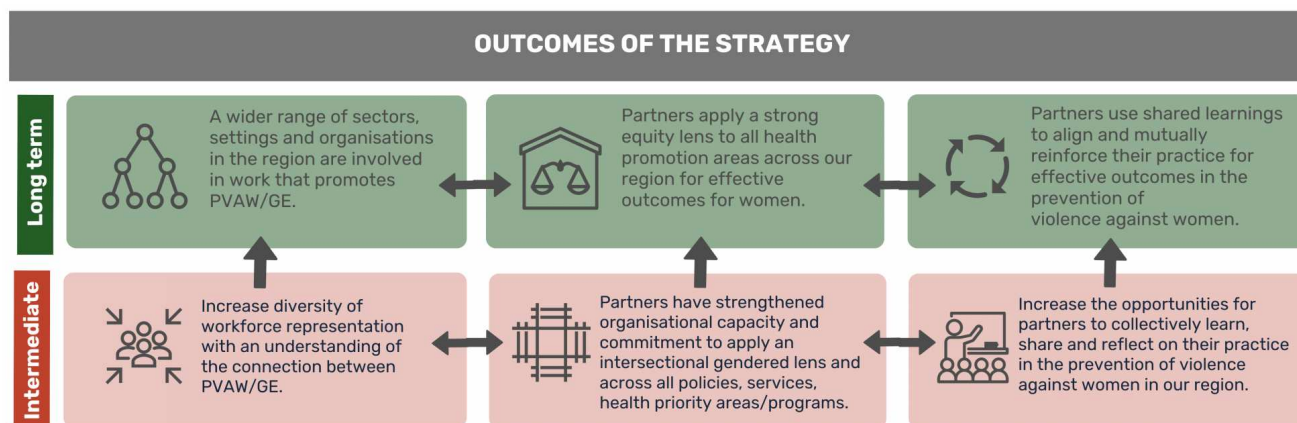 OUTCOMES OF THE STRATEGY
Long term
A wider range of sectors,
settings and organisations
in the region are involved
in work that promotes
PVAW/GE.
Partners apply a strong
equity lens to all health
promotion areas across our
region for effective
outcomes for women.
Partners use shared learnings
to align and mutually
reinforce their practice for
effective outcomes in the
prevention of
violence against women.
Intermediate
Increase diversity of
workforce representation
with an understanding of
the connection between
PVAW/GE.
Partners have strengthened
organisational capacity and
commitment to apply an
intersectional gendered lens and
across all policies, services,
health priority areas/programs.
Increase the opportunities for
partners to collectively learn,
share and reflect on their practice
in the prevention of violence
against women in our region.